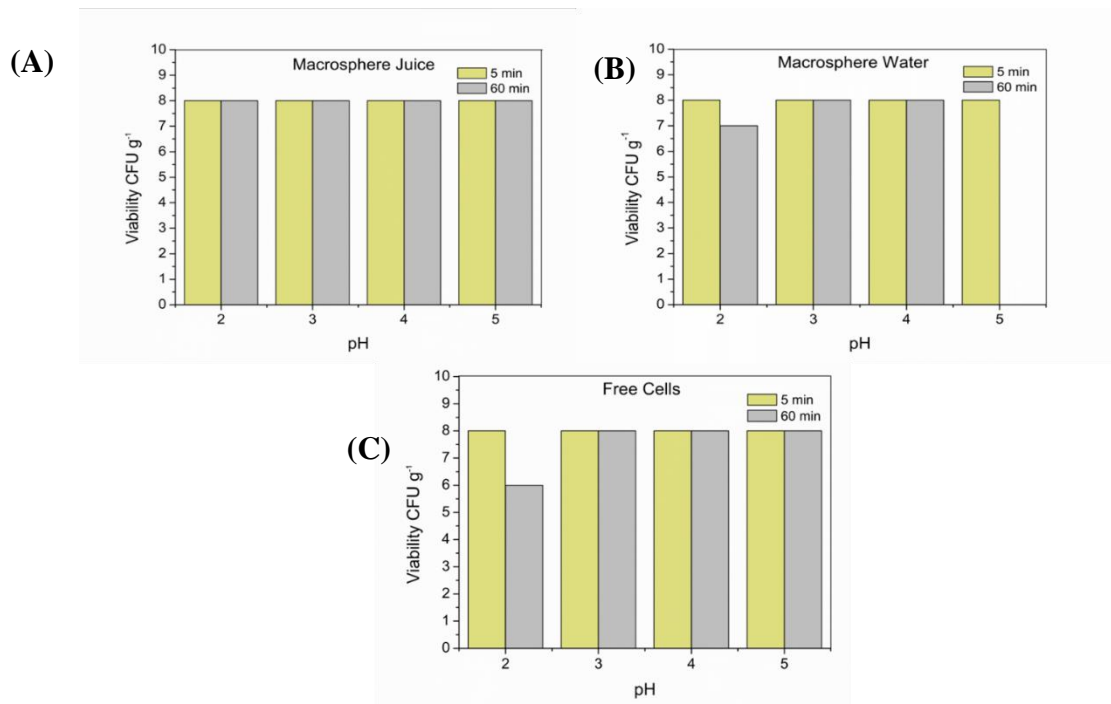 (A)
Macrosphere Juice
5 min
60 min
Viability CFU g⁻¹
10
9
8
7
6
5
4
3
2
1
0
2 3 4 5
pH
(B)
Macrosphere Water
5 min
60 min
Viability CFU g⁻¹
10
9
8
7
6
5
4
3
2
1
0
2 3 4 5
pH
(C)
Free Cells
5 min
60 min
Viability CFU g⁻¹
10
9
8
7
6
5
4
3
2
1
0
2 3 4 5
pH